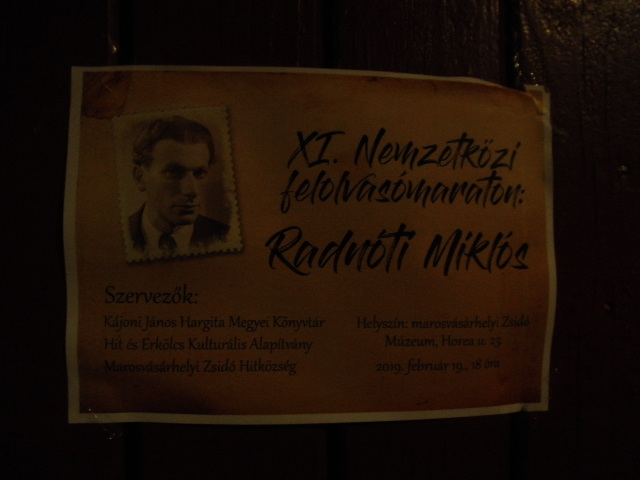 XI. Nemzetközi
felolvasómaraton:
Radnóti Miklós
Szervezők:
Kájoni János Hargita Megyei Könyvtár
Hit és Erkölcs Kulturális Alapítvány
Marosvásárhelyi Zsidó Hitközség
Helyszín: marosvásárhelyi Zsidó
Múzeum, Horea u. 23.
2019. február 19., 18 óra